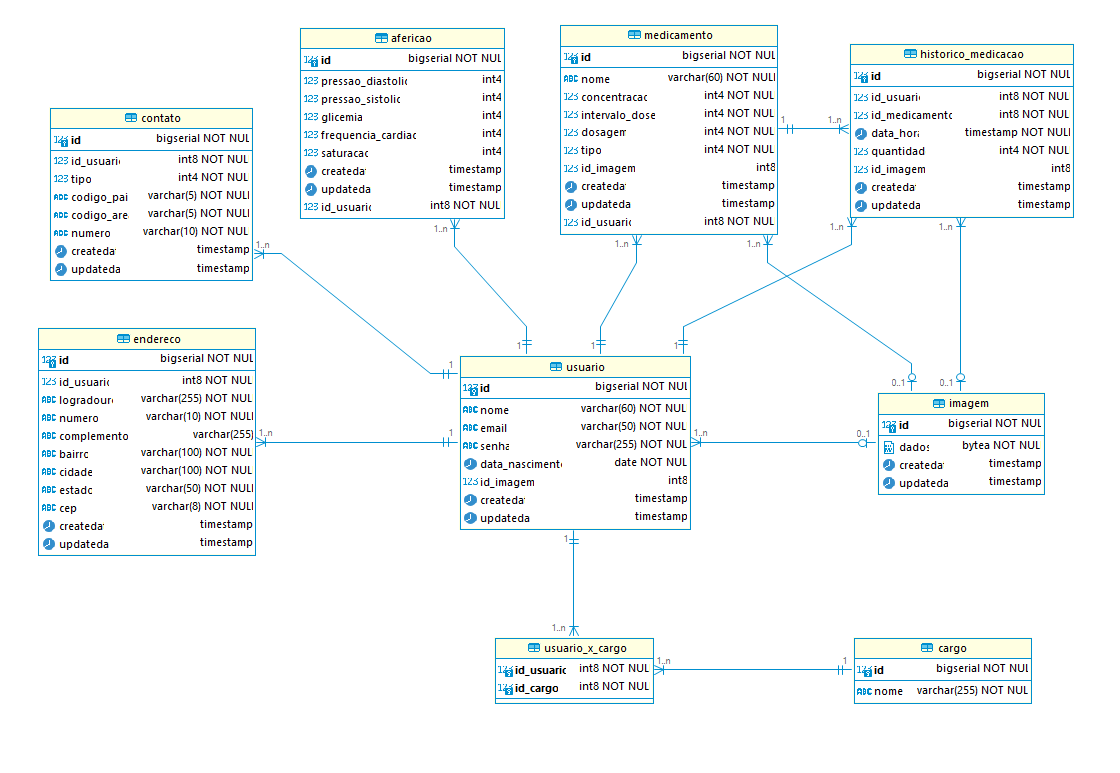 afericao
id bigserial NOT NUL
pressao_diastolic int4
pressao_sistolic int4
glicemia int4
frequencia_cardiac int4
saturacac int4
createda timestamp
updateda timestamp
id_usuaric int8 NOT NUL
1..n
medicamento
id bigserial NOT NUL
nome varchar(60) NOT NULI
concentracac int4 NOT NUL
intervalo_dose int4 NOT NUL
dosagem int4 NOT NUL
tipo int4 NOT NUL
id_imagem int8
createda timestamp
updateda timestamp
id_usuaric int8 NOT NUL
1..n
1..n
1
1..n
historico_medicacao
id bigserial NOT NUL
id_usuari int8 NOT NUL
id_medicamento int8 NOT NUL
data_hora timestamp NOT NUL
quantidad int4 NOT NUL
id_imagem int8
createda timestamp
updateda timestamp
1..n
1..n
contato
id bigserial NOT NUL
id_usuari int8 NOT NUL
tipo int4 NOT NUL
codigo_pai varchar(5) NOT NUL
codigo_are varchar(5) NOT NUL
numero varchar(10) NOT NUL
createda timestamp
updateda timestamp
1..n
endereco
id bigserial NOT NUL
id_usuaric int8 NOT NUL
logradour varchar(255) NOT NUL
numero varchar(10) NOT NULI
complemento varchar(255)
bairrc varchar(100) NOT NUL
cidade varchar(100) NOT NUL
estadc varchar(50) NOT NULI
cep varchar(8) NOT NUL
createda timestamp
updateda timestamp
1..n
1
1
1
1
1
usuario
id bigserial NOT NUL
nome varchar(60) NOT NUL
email varchar(50) NOT NUL
senha varchar(255) NOT NUL
data_nasciment date NOT NUL
id_imagem int8
createda timestamp
updateda timestamp
1..n
0..1
0..1
0..1
imagem
id bigserial NOT NUL
dados bytea NOT NUL
createda timestamp
updateda timestamp
1
1..n
usuario_x_cargo
id_usuaric int8 NOT NUL
id_cargo int8 NOT NUL
1..n
1
cargo
id bigserial NOT NUL
nome varchar(255) NOT NUL